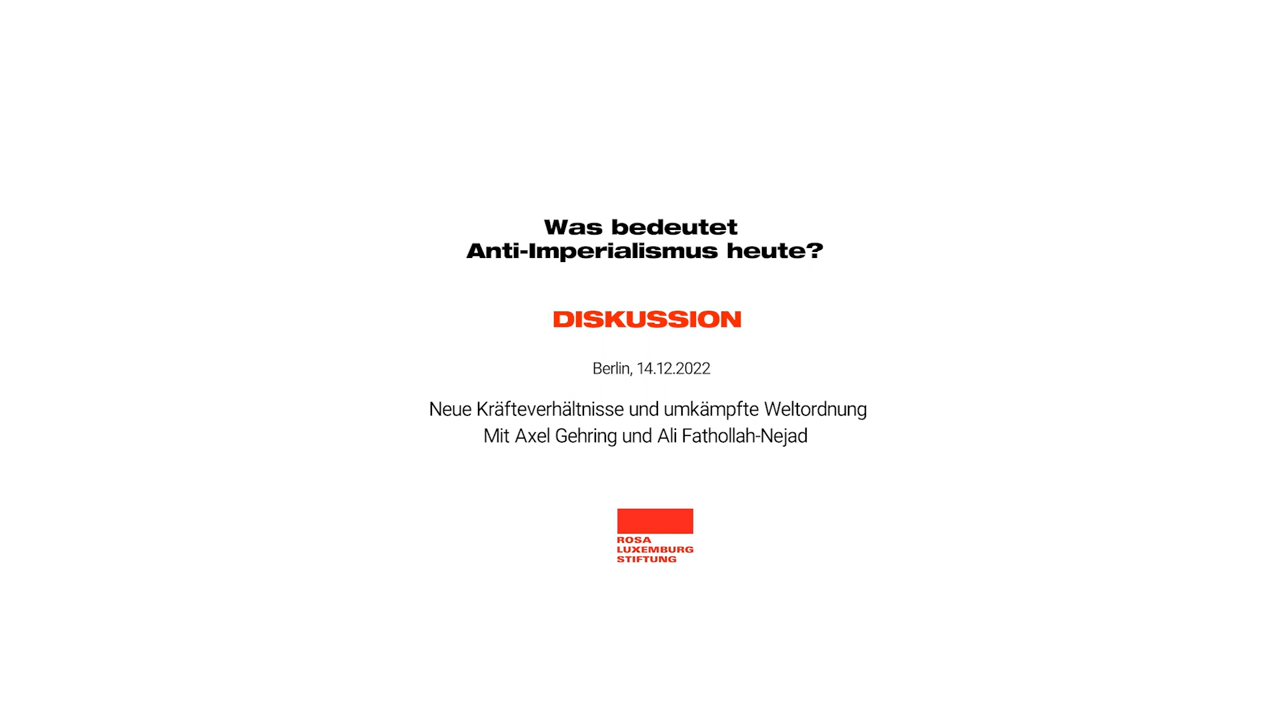 Was bedeutet
Anti-Imperialismus heute?
DISKUSSION
Berlin, 14.12.2022
Neue Kräfteverhältnisse und umkämpfte Weltordnung
Mit Axel Gehring und Ali Fathollah-Nejad
ROSA
LUXEMBURG
STIFTUNG